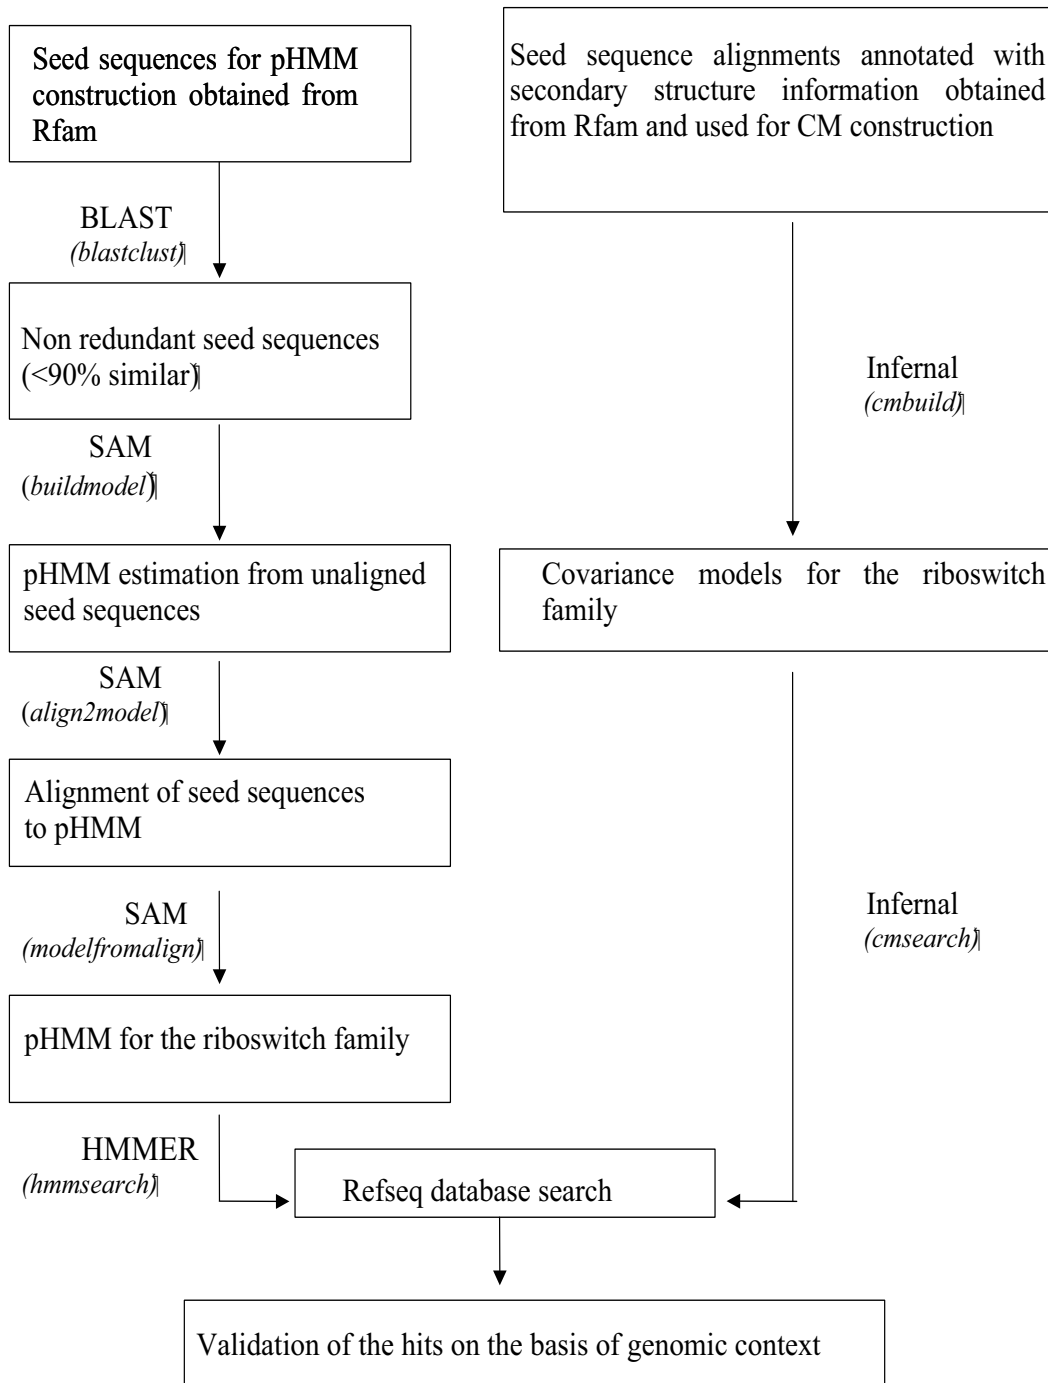 Seed sequences for pHMM
construction obtained from
Rfam
BLAST
(blastclust)
Non redundant seed sequences
(<90% similar)
SAM
(buildmodel)
pHMM estimation from unaligned
seed sequences
SAM
(align2model)
Alignment of seed sequences
to pHMM
SAM
(modelfromalign)
pHMM for the riboswitch family
HMMER
(hmmsearch)
Seed sequence alignments annotated with
secondary structure information obtained
from Rfam and used for CM construction
Infernal
(cmbuild)
Covariance models for the riboswitch
family
Infernal
(cmsearch)
Refseq database search
Validation of the hits on the basis of genomic context